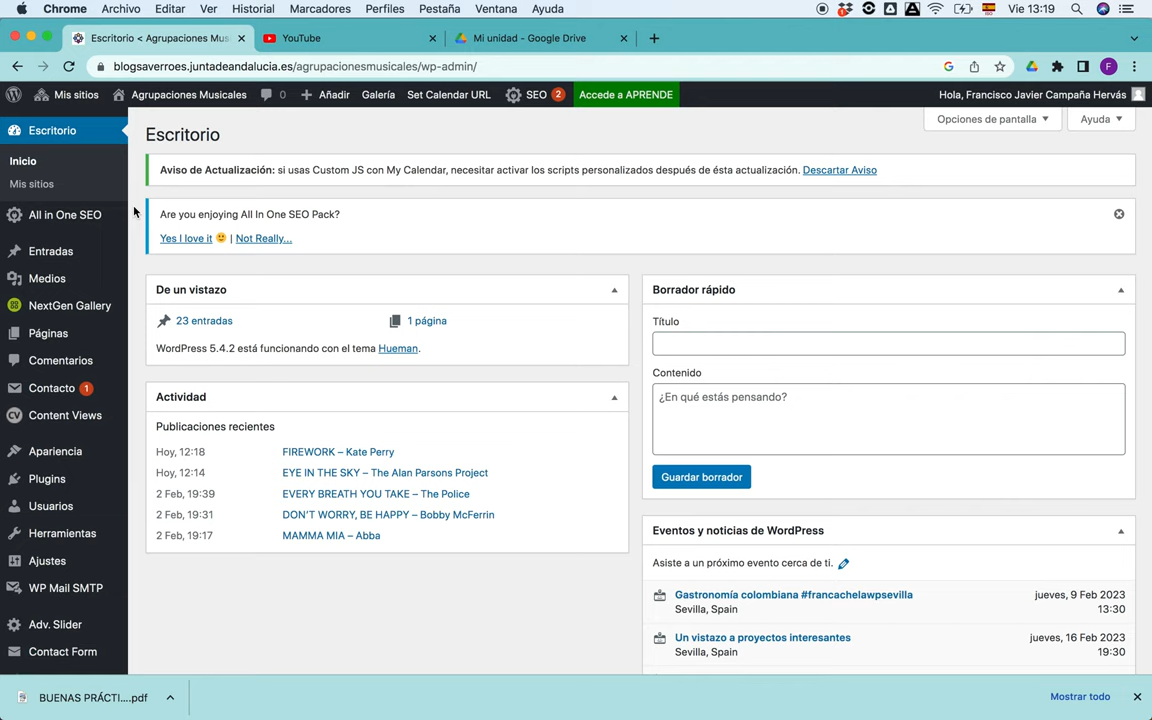 Chrome Archivo Editar Ver Historial Marcadores Perfiles Pestaña Ventana Ayuda Vie 13:19
Escritorio < Agrupaciones Mus YouTube Mi unidad - Google Drive
blogsaverroes.juntadeandalucia.es/agrupacionesmusicales/wp-admin/
Mis sitios Agrupaciones Musicales 0 Añadir Galería Set Calendar URL SEO 2 Accede a APRENDE Hola, Francisco Javier Campaña Hervás
Opciones de pantalla ▼ Ayuda ▼
Escritorio
Inicio
Mis sitios
All in One SEO
Entradas
Medios
NextGen Gallery
Páginas
Comentarios
Contacto 1
Content Views
Apariencia
Plugins
Usuarios
Herramientas
Ajustes
WP Mail SMTP
Adv. Slider
Contact Form
Escritorio
Aviso de Actualización: si usas Custom JS con My Calendar, necesitar activar los scripts personalizados después de ésta actualización. Descartar Aviso
Are you enjoying All In One SEO Pack?
Yes I love it 🙂 | Not Really...
De un vistazo
23 entradas 1 página
WordPress 5.4.2 está funcionando con el tema Hueman.
Actividad
Publicaciones recientes
Hoy, 12:18 FIREWORK – Kate Perry
Hoy, 12:14 EYE IN THE SKY – The Alan Parsons Project
2 Feb, 19:39 EVERY BREATH YOU TAKE – The Police
2 Feb, 19:31 DON'T WORRY, BE HAPPY – Bobby McFerrin
2 Feb, 19:17 MAMMA MIA – Abba
Borrador rápido
Título
Contenido
¿En qué estás pensando?
Guardar borrador
Eventos y noticias de WordPress
Asiste a un próximo evento cerca de ti.
Gastronomía colombiana #francachelawpsevilla jueves, 9 Feb 2023
Sevilla, Spain 13:30
Un vistazo a proyectos interesantes jueves, 16 Feb 2023
Sevilla, Spain 19:30
BUENAS PRÁCTI....pdf Mostrar todo